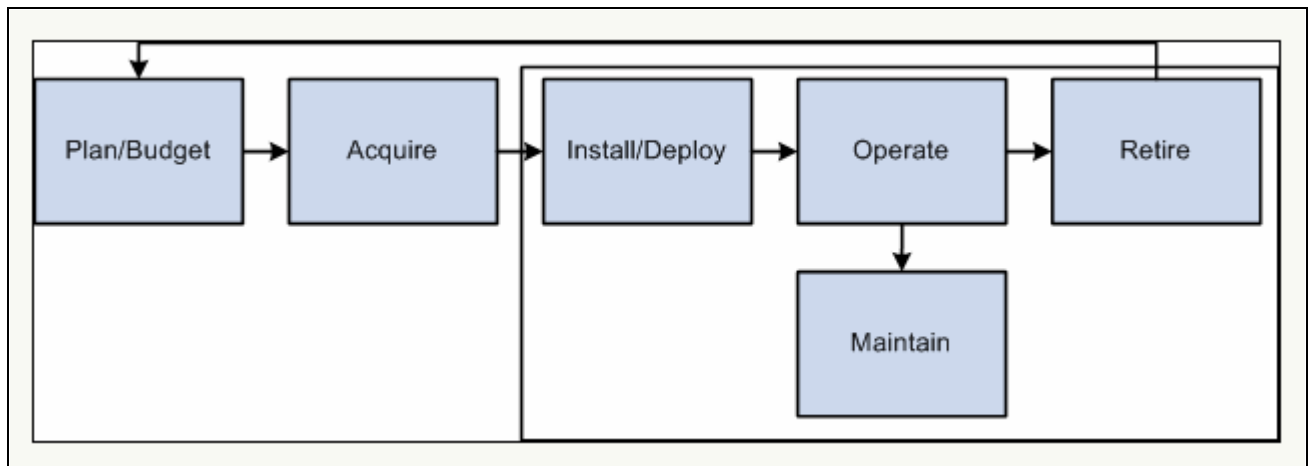 Plan/Budget
Acquire
Install/Deploy
Operate
Retire
Maintain